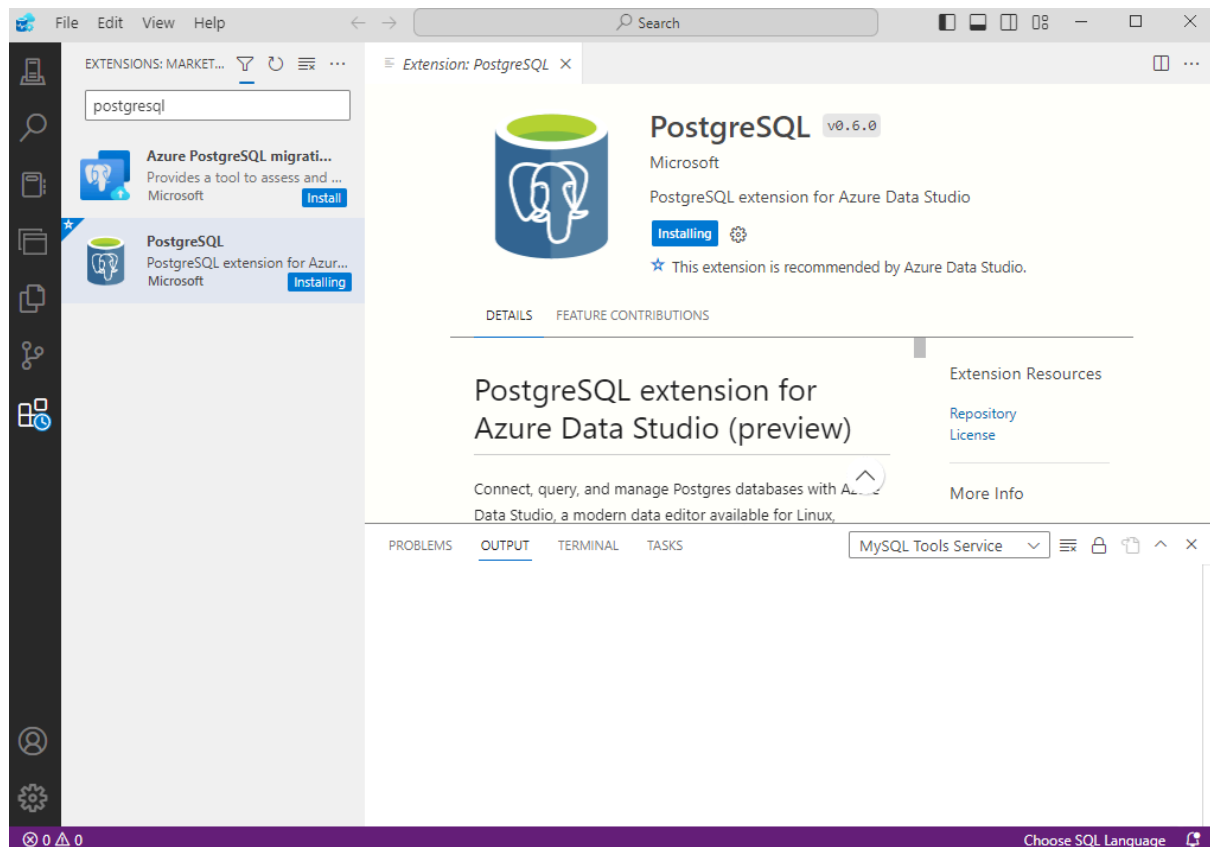 File Edit View Help
Search
EXTENSIONS: MARKET...
postgresql
Azure PostgreSQL migrati...
Provides a tool to assess and ...
Microsoft
Install
PostgreSQL
PostgreSQL extension for Azur...
Microsoft
Installing
Extension: PostgreSQL
PostgreSQL v0.6.0
Microsoft
PostgreSQL extension for Azure Data Studio
Installing
This extension is recommended by Azure Data Studio.
DETAILS FEATURE CONTRIBUTIONS
PostgreSQL extension for
Azure Data Studio (preview)
Connect, query, and manage Postgres databases with
Data Studio, a modern data editor available for Linux,
Extension Resources
Repository
License
More Info
PROBLEMS OUTPUT TERMINAL TASKS MySQL Tools Service
0 0 Choose SQL Language